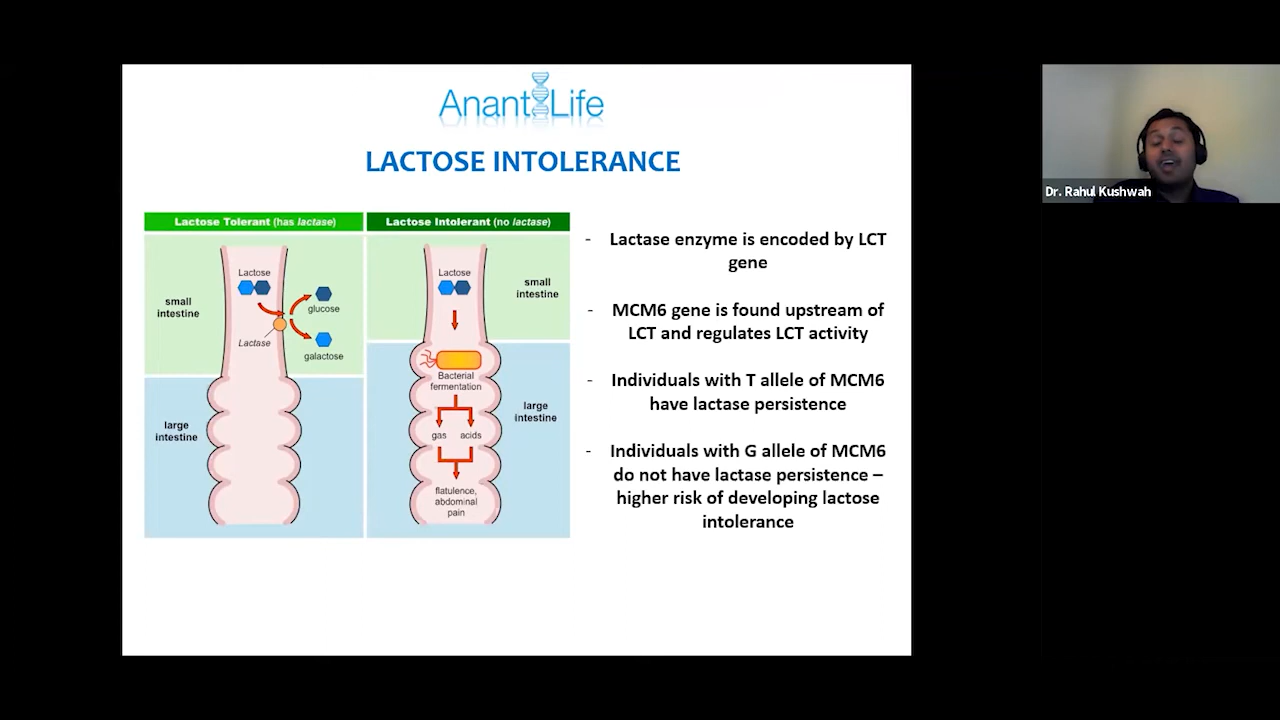 Anant Life
LACTOSE INTOLERANCE
Lactose Tolerant (has lactase)
Lactose
small
intestine
glucose
Lactase
galactose
large
intestine
Lactose Intolerant (no lactase)
Lactose
small
intestine
Bacterial
fermentation
large
intestine
gas acids
flatulence,
abdominal
pain
- Lactase enzyme is encoded by LCT
gene
- MCM6 gene is found upstream of
LCT and regulates LCT activity
- Individuals with T allele of MCM6
have lactase persistence
- Individuals with G allele of MCM6
do not have lactase persistence –
higher risk of developing lactose
intolerance
Dr. Rahul Kushwah